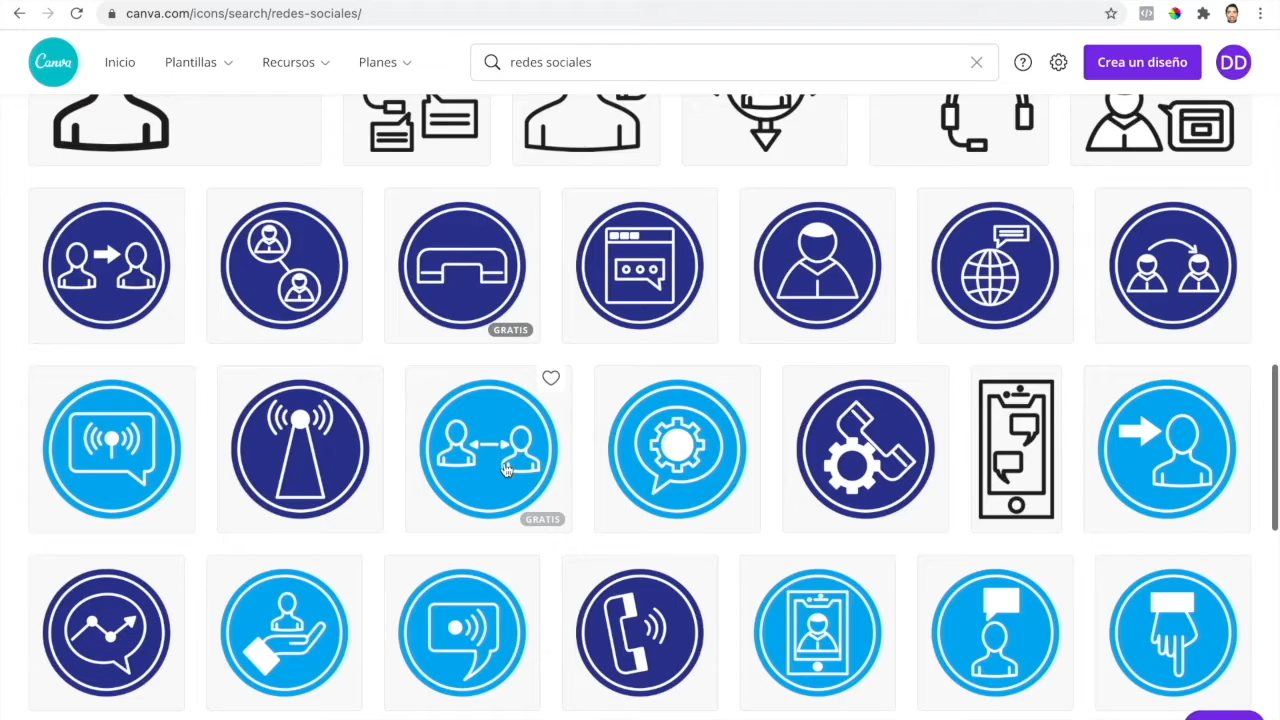 canva.com/icons/search/redes-sociales/
Canva
Inicio
Plantillas
Recursos
Planes
redes sociales
?
Crea un diseño
DD
GRATIS
GRATIS